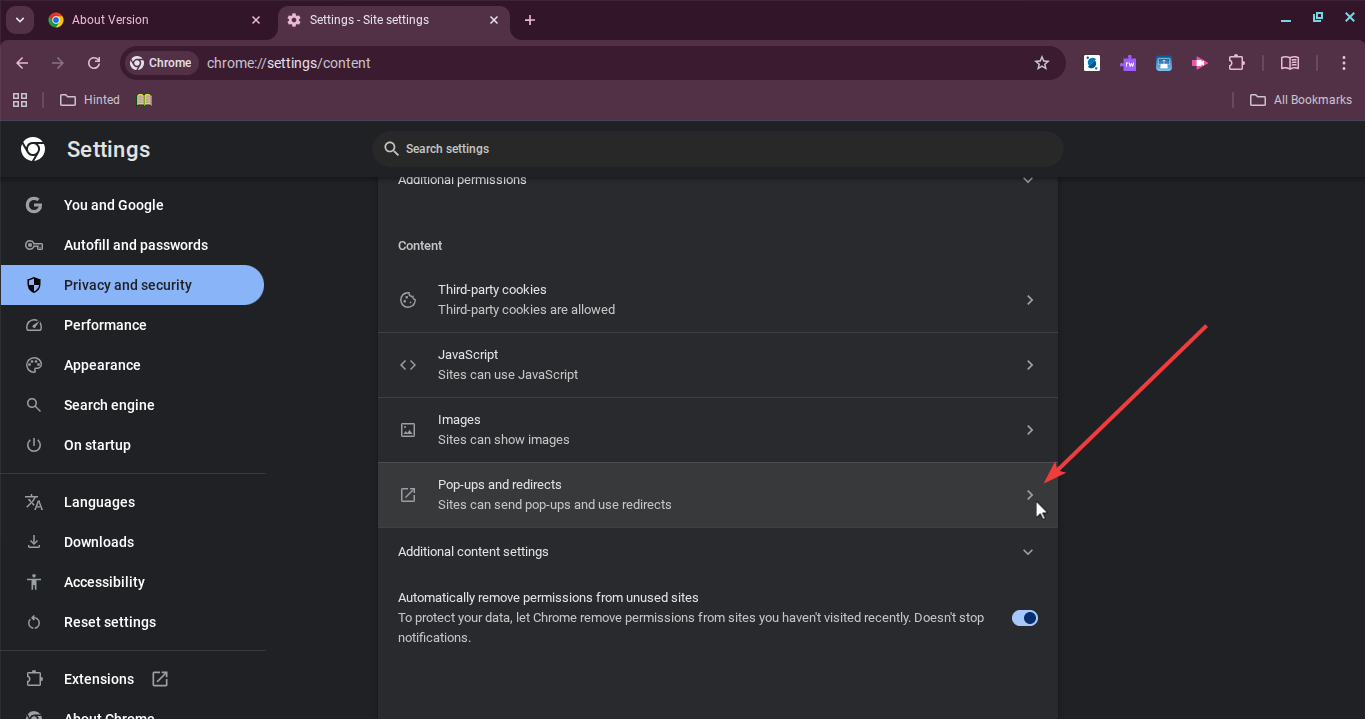 About Version
Settings - Site settings
Chrome
chrome://settings/content
rw
Hinted
All Bookmarks
Settings
Search settings
You and Google
Autofill and passwords
Privacy and security
Performance
Appearance
Search engine
On startup
Languages
Downloads
Accessibility
Reset settings
Extensions
About Chrome
Additional permissions
Content
Third-party cookies
Third-party cookies are allowed
JavaScript
Sites can use JavaScript
Images
Sites can show images
Pop-ups and redirects
Sites can send pop-ups and use redirects
Additional content settings
Automatically remove permissions from unused sites
To protect your data, let Chrome remove permissions from sites you haven't visited recently. Doesn't stop
notifications.